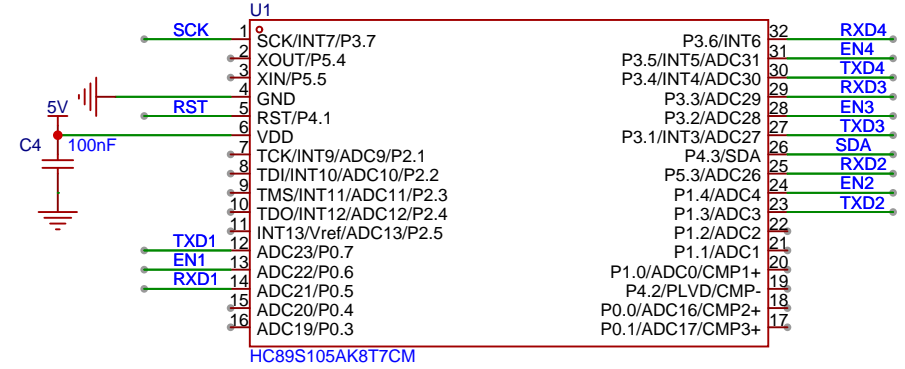 U1
SCK 1 SCK/INT7/P3.7 P3.6/INT6 32 RXD4
2 XOUT/P5.4 P3.5/INT5/ADC31 31 EN4
3 XIN/P5.5 P3.4/INT4/ADC30 30 TXD4
4 GND P3.3/ADC29 29 RXD3
5V RST 5 RST/P4.1 P3.2/ADC28 28 EN3
6 VDD P3.1/INT3/ADC27 27 TXD3
C4 100nF 7 TCK/INT9/ADC9/P2.1 P4.3/SDA 26 SDA
8 TDI/INT10/ADC10/P2.2 P5.3/ADC26 25 RXD2
9 TMS/INT11/ADC11/P2.3 P1.4/ADC4 24 EN2
10 TDO/INT12/ADC12/P2.4 P1.3/ADC3 23 TXD2
11 INT13/Vref/ADC13/P2.5 P1.2/ADC2 22
TXD1 12 ADC23/P0.7 P1.1/ADC1 21
EN1 13 ADC22/P0.6 P1.0/ADC0/CMP1+ 20
RXD1 14 ADC21/P0.5 P4.2/PLVD/CMP- 19
15 ADC20/P0.4 P0.0/ADC16/CMP2+ 18
16 ADC19/P0.3 P0.1/ADC17/CMP3+ 17
HC89S105AK8T7CM